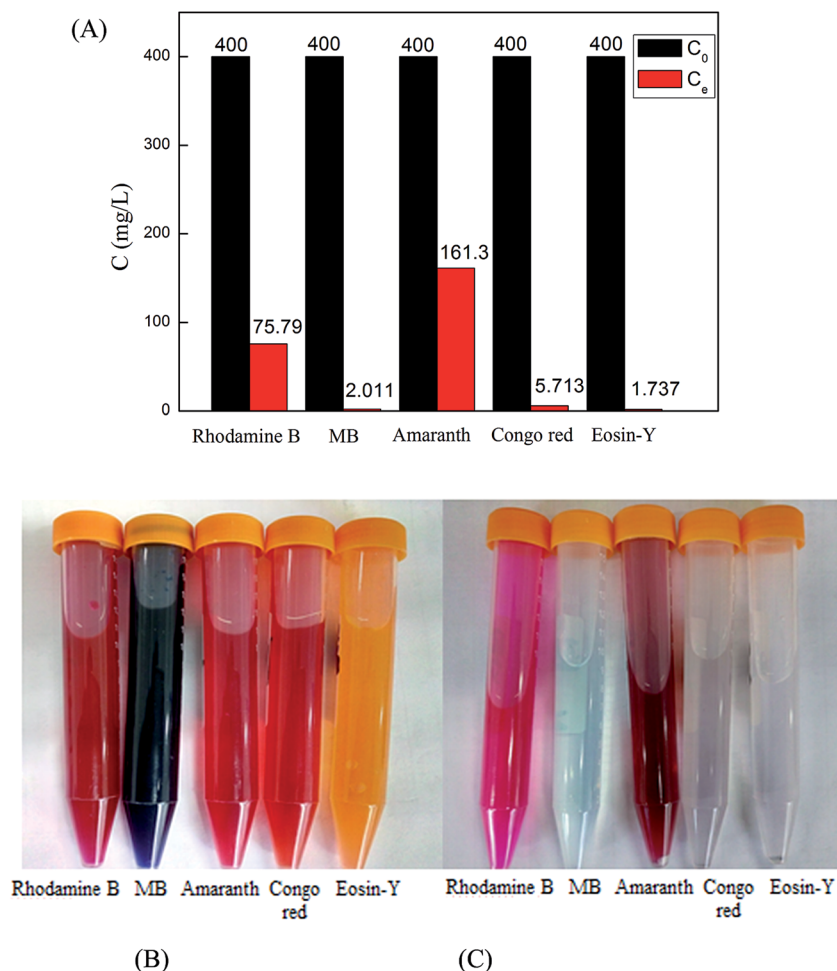 (A)
400 400 400 400 400
C0
Ce
400
300
200
100
0
C (mg/L)
75.79
2.011
161.3
5.713
1.737
Rhodamine B MB Amaranth Congo red Eosin-Y
Rhodamine B MB Amaranth Congo red Eosin-Y
Rhodamine B MB Amaranth Congo red Eosin-Y
(B) (C)